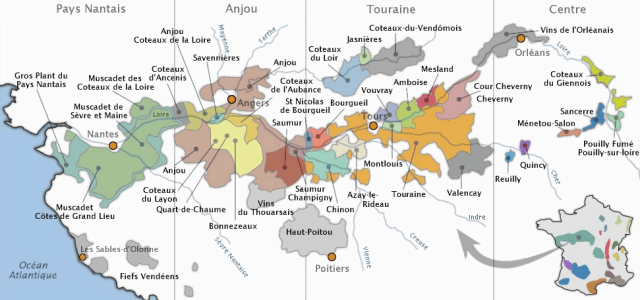 Pays Nantais
Anjou
Touraine
Centre
Anjou
Coteaux de la Loire
Mayenne
Sarthe
Savennières
Coteaux-du-Vendômois
Jasnières
Coteaux
du Loir
Vins de l'Orléanais
Orléans
Loire
Gros Plant du
Pays Nantais
Muscadet des
Coteaux de la Loire
Coteaux
d'Ancenis
Anjou
Coteaux
de l'Aubance
Mesland
Amboise
Vouvray
Cour Cheverny
Cheverny
Coteaux
du Giennois
Muscadet de
Sèvre et Maine
Loire
Angers
St Nicolas
de Bourgueil
Bourgueil
Saumur
Tours
Sancerre
Ménetou-Salon
Nantes
Pouilly Fumé
Pouilly-sur-loire
Anjou
Montlouis
Quincy
Reuilly
Cher
Coteaux
du Layon
Quart-de-Chaume
Bonnezeaux
Vins
du Thouarsais
Saumur
Champigny
Chinon
Azay-le-
Rideau
Touraine
Valencay
Muscadet
Côtes de Grand Lieu
Indre
Creuse
Vienne
Haut-Poitou
Poitiers
Sèvre Nantaise
Les Sables-d'Olonne
Fiefs Vendéens
Océan
Atlantique